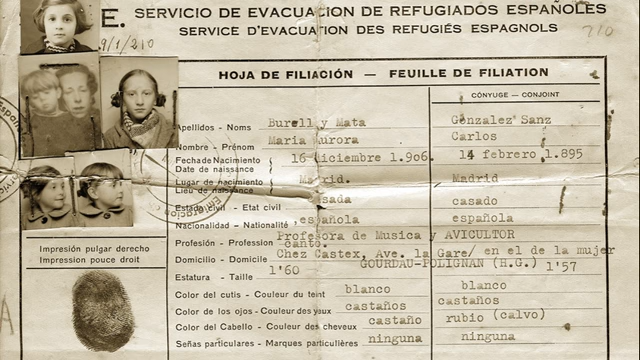 E. SERVICIO DE EVACUACION DE REFUGIADOS ESPAÑOLES
SERVICE D'EVACUATION DES REFUGIÉS ESPAGNOLS
9/1/210
710
HOJA DE FILIACIÓN — FEUILLE DE FILIATION
CÓNYUGE - CONJOINT
Apellidos - Noms Burell y Mata González Sanz
Nombre - Prénom Maria Aurora Carlos
Fecha de Nacimiento 16 diciembre 1.906. 14 febrero 1.895
Date de naissance
Lugar de nacimiento Madrid. Madrid
Lieu de naissance
Estado civil - Etat civil casada casado
Nacionalidad - Nationalité española española
Profesión - Profession Profesora de Musica y AVICULTOR
canto.
Domicilio - Domicile Chez Castex, Ave. la Gare/ en el de la mujer
GOURDAU-POLIGNAN (H.G.)
Estatura - Taille 1'60 1'57
Color del cutis - Couleur du teint blanco blanco
Color de los ojos - Couleur des yeux castaños castaños
Color del Cabello - Couleur des cheveux castaño rubio (calvo)
Señas particulares - Marques particulières ninguna ninguna
Impresión pulgar derecho
Impression pouce droit
A